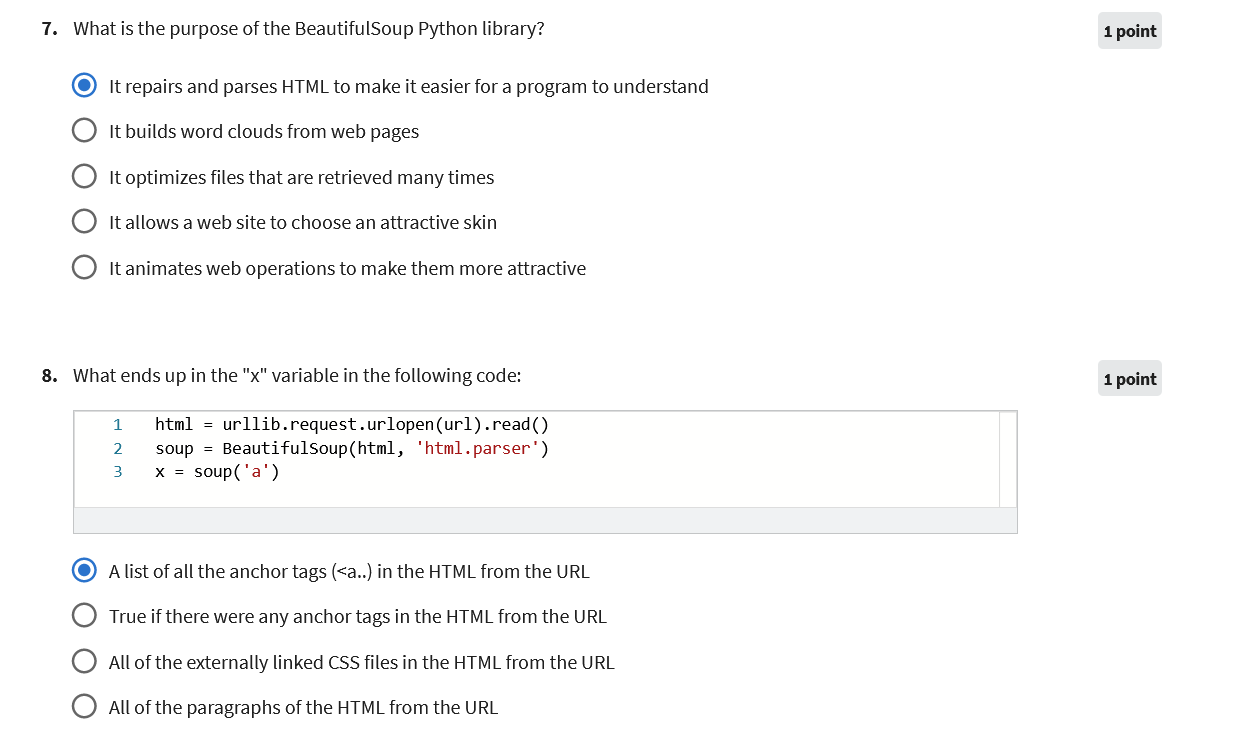 7. What is the purpose of the BeautifulSoup Python library?
1 point
It repairs and parses HTML to make it easier for a program to understand
It builds word clouds from web pages
It optimizes files that are retrieved many times
It allows a web site to choose an attractive skin
It animates web operations to make them more attractive
8. What ends up in the "x" variable in the following code:
1 point
1 html = urllib.request.urlopen(url).read()
2 soup = BeautifulSoup(html, 'html.parser')
3 x = soup('a')
A list of all the anchor tags (<a..) in the HTML from the URL
True if there were any anchor tags in the HTML from the URL
All of the externally linked CSS files in the HTML from the URL
All of the paragraphs of the HTML from the URL